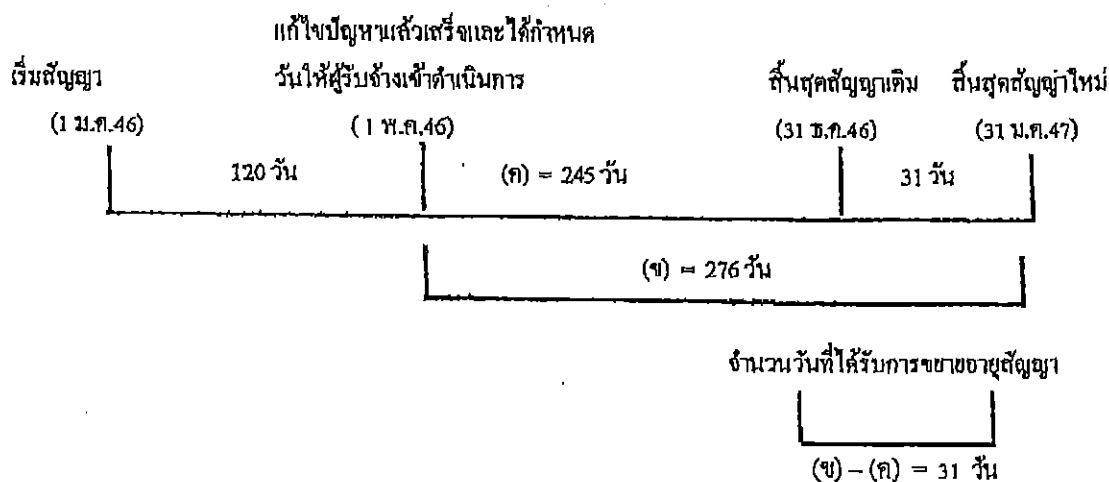 แก้ไขปัญหาแล้วเสร็จและได้กำหนด
เริ่มสัญญา วันให้ผู้รับจ้างเข้าดำเนินการ สิ้นสุดสัญญาเดิม สิ้นสุดสัญญาใหม่
(1 ม.ค.46) (1 พ.ค.46) (31 ธ.ค.46) (31 ม.ค.47)
120 วัน (ค) = 245 วัน 31 วัน
(ข) = 276 วัน
จำนวนวันที่ได้รับการขยายอายุสัญญา
(ข) – (ค) = 31 วัน